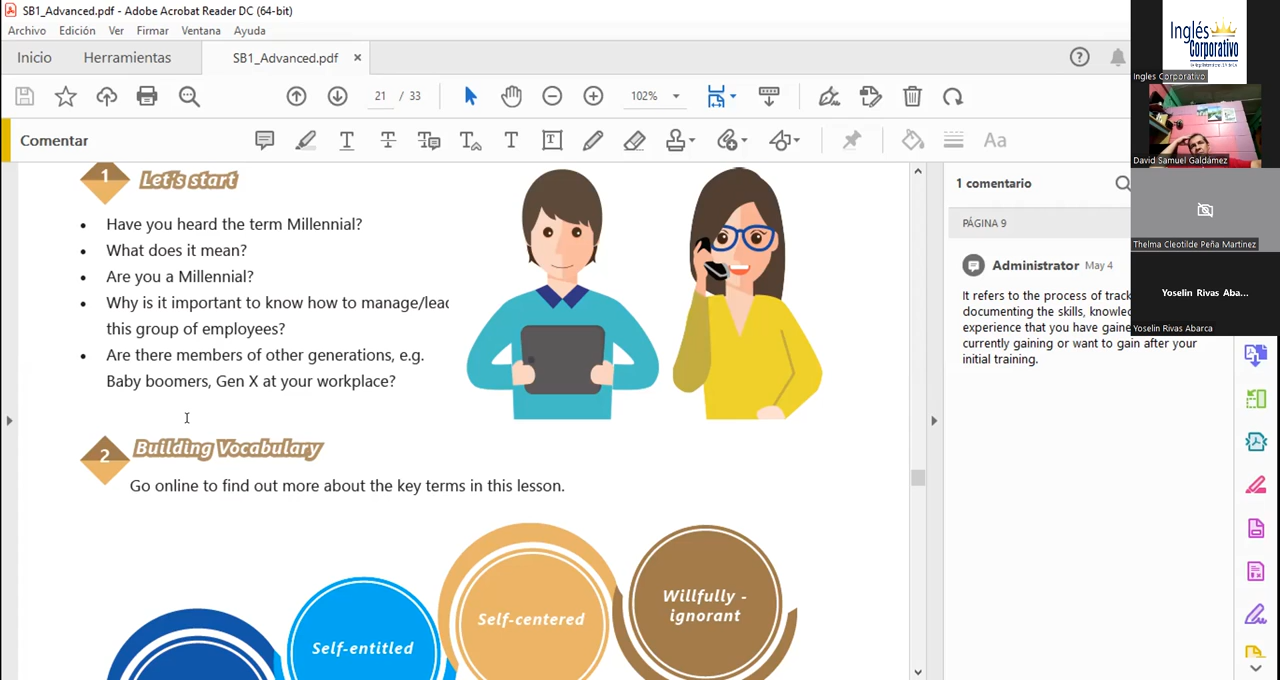 SB1_Advanced.pdf - Adobe Acrobat Reader DC (64-bit)
Archivo Edición Ver Firmar Ventana Ayuda
Inicio Herramientas SB1_Advanced.pdf ×
21 / 33 102%
Comentar
1 Let's start
• Have you heard the term Millennial?
• What does it mean?
• Are you a Millennial?
• Why is it important to know how to manage/leac
this group of employees?
• Are there members of other generations, e.g.
Baby boomers, Gen X at your workplace?
2 Building Vocabulary
Go online to find out more about the key terms in this lesson.
Self-entitled
Self-centered
Willfully -
ignorant
1 comentario
PÁGINA 9
Administrator May 4
It refers to the process of track
documenting the skills, knowled
experience that you have gaine
currently gaining or want to gain after your
initial training.
Inglés
Corporativo
Ingles Corporativo
David Samuel Galdámez
Thelma Cleotilde Peña Martinez
Yoselin Rivas Aba...
Yoselin Rivas Abarca